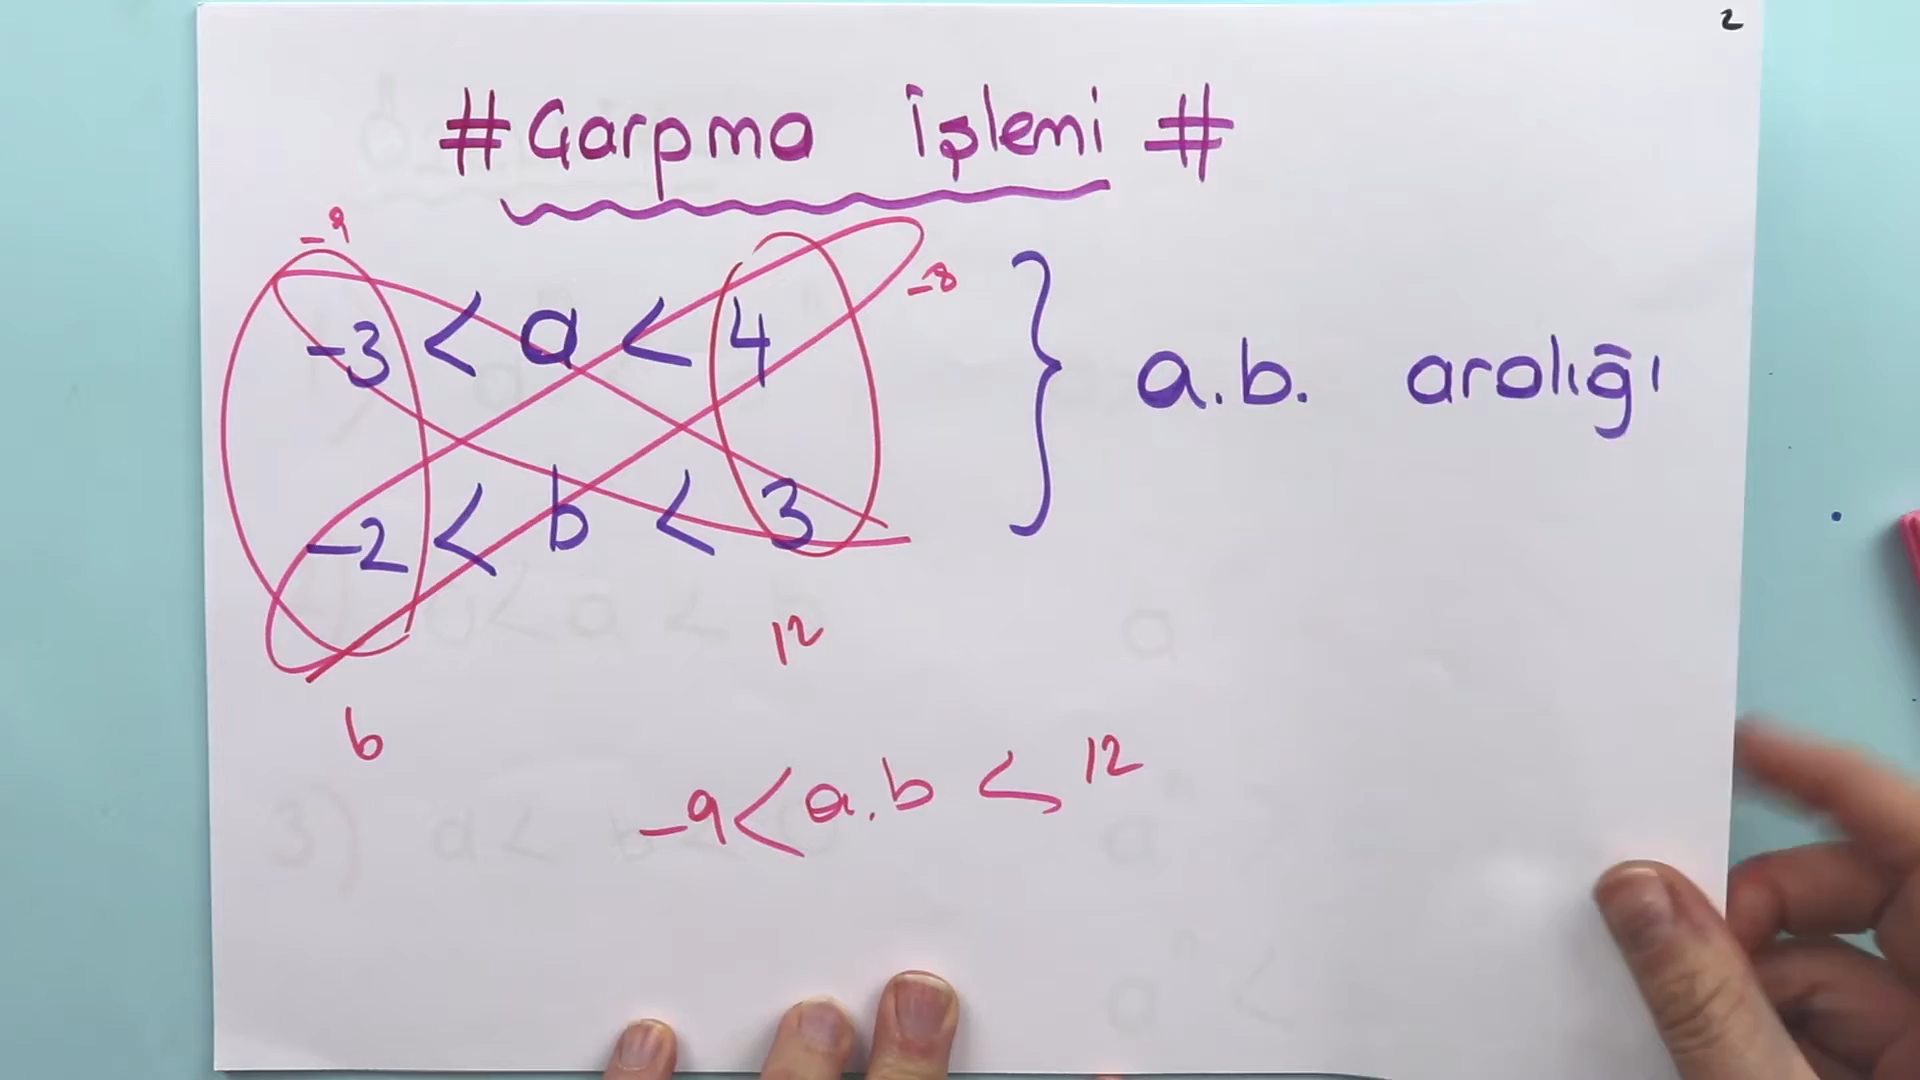 2
#Çarpma İşlemi #
-9
-8
-3 < a < 4
a.b. aralığı
-2 < b < 3
12
6
-9 < a.b < 12